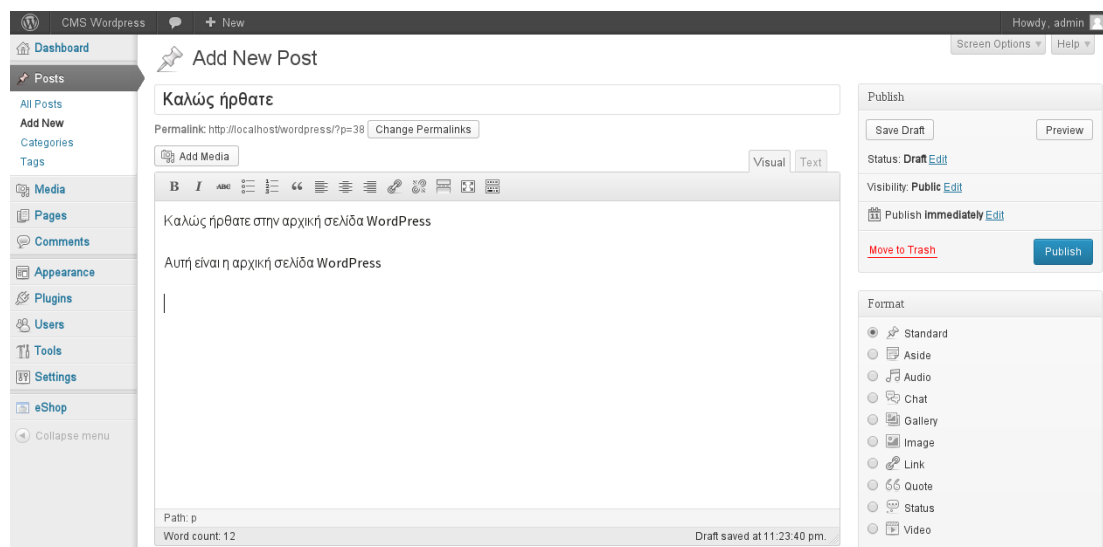 CMS Wordpress + New Howdy, admin
Screen Options Help
Dashboard
Posts
All Posts
Add New
Categories
Tags
Media
Pages
Comments
Appearance
Plugins
Users
Tools
Settings
eShop
Collapse menu
Add New Post
Καλώς ήρθατε
Permalink: http://localhost/wordpress/?p=38 Change Permalinks
Add Media
Visual Text
B I ABC
Καλώς ήρθατε στην αρχική σελίδα WordPress
Αυτή είναι η αρχική σελίδα WordPress
Path: p
Word count: 12 Draft saved at 11:23:40 pm.
Publish
Save Draft Preview
Status: Draft Edit
Visibility: Public Edit
Publish immediately Edit
Move to Trash Publish
Format
Standard
Aside
Audio
Chat
Gallery
Image
Link
Quote
Status
Video